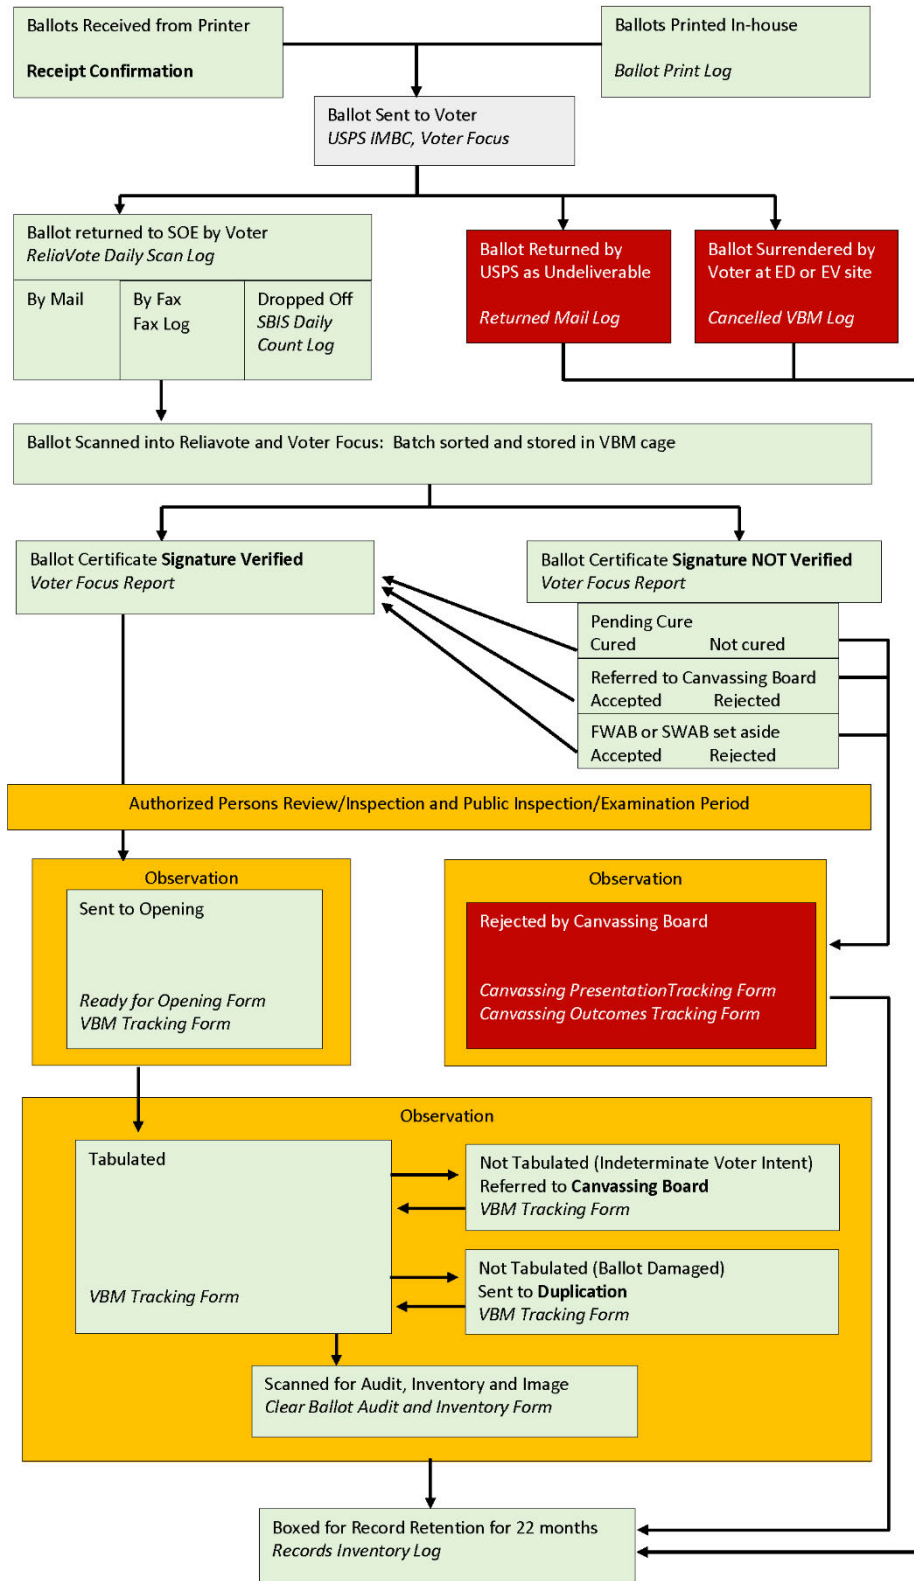 Ballots Received from Printer
Receipt Confirmation
Ballots Printed In-house
Ballot Print Log
Ballot Sent to Voter
USPS IMBC, Voter Focus
Ballot returned to SOE by Voter
ReliaVote Daily Scan Log
By Mail
By Fax
Fax Log
Dropped Off
SBIS Daily
Count Log
Ballot Returned by
USPS as Undeliverable
Returned Mail Log
Ballot Surrendered by
Voter at ED or EV site
Cancelled VBM Log
Ballot Scanned into Reliavote and Voter Focus: Batch sorted and stored in VBM cage
Ballot Certificate Signature Verified
Voter Focus Report
Ballot Certificate Signature NOT Verified
Voter Focus Report
Pending Cure
Cured Not cured
Referred to Canvassing Board
Accepted Rejected
FWAB or SWAB set aside
Accepted Rejected
Authorized Persons Review/Inspection and Public Inspection/Examination Period
Observation
Sent to Opening
Ready for Opening Form
VBM Tracking Form
Observation
Rejected by Canvassing Board
Canvassing PresentationTracking Form
Canvassing Outcomes Tracking Form
Observation
Tabulated
VBM Tracking Form
Not Tabulated (Indeterminate Voter Intent)
Referred to Canvassing Board
VBM Tracking Form
Not Tabulated (Ballot Damaged)
Sent to Duplication
VBM Tracking Form
Scanned for Audit, Inventory and Image
Clear Ballot Audit and Inventory Form
Boxed for Record Retention for 22 months
Records Inventory Log